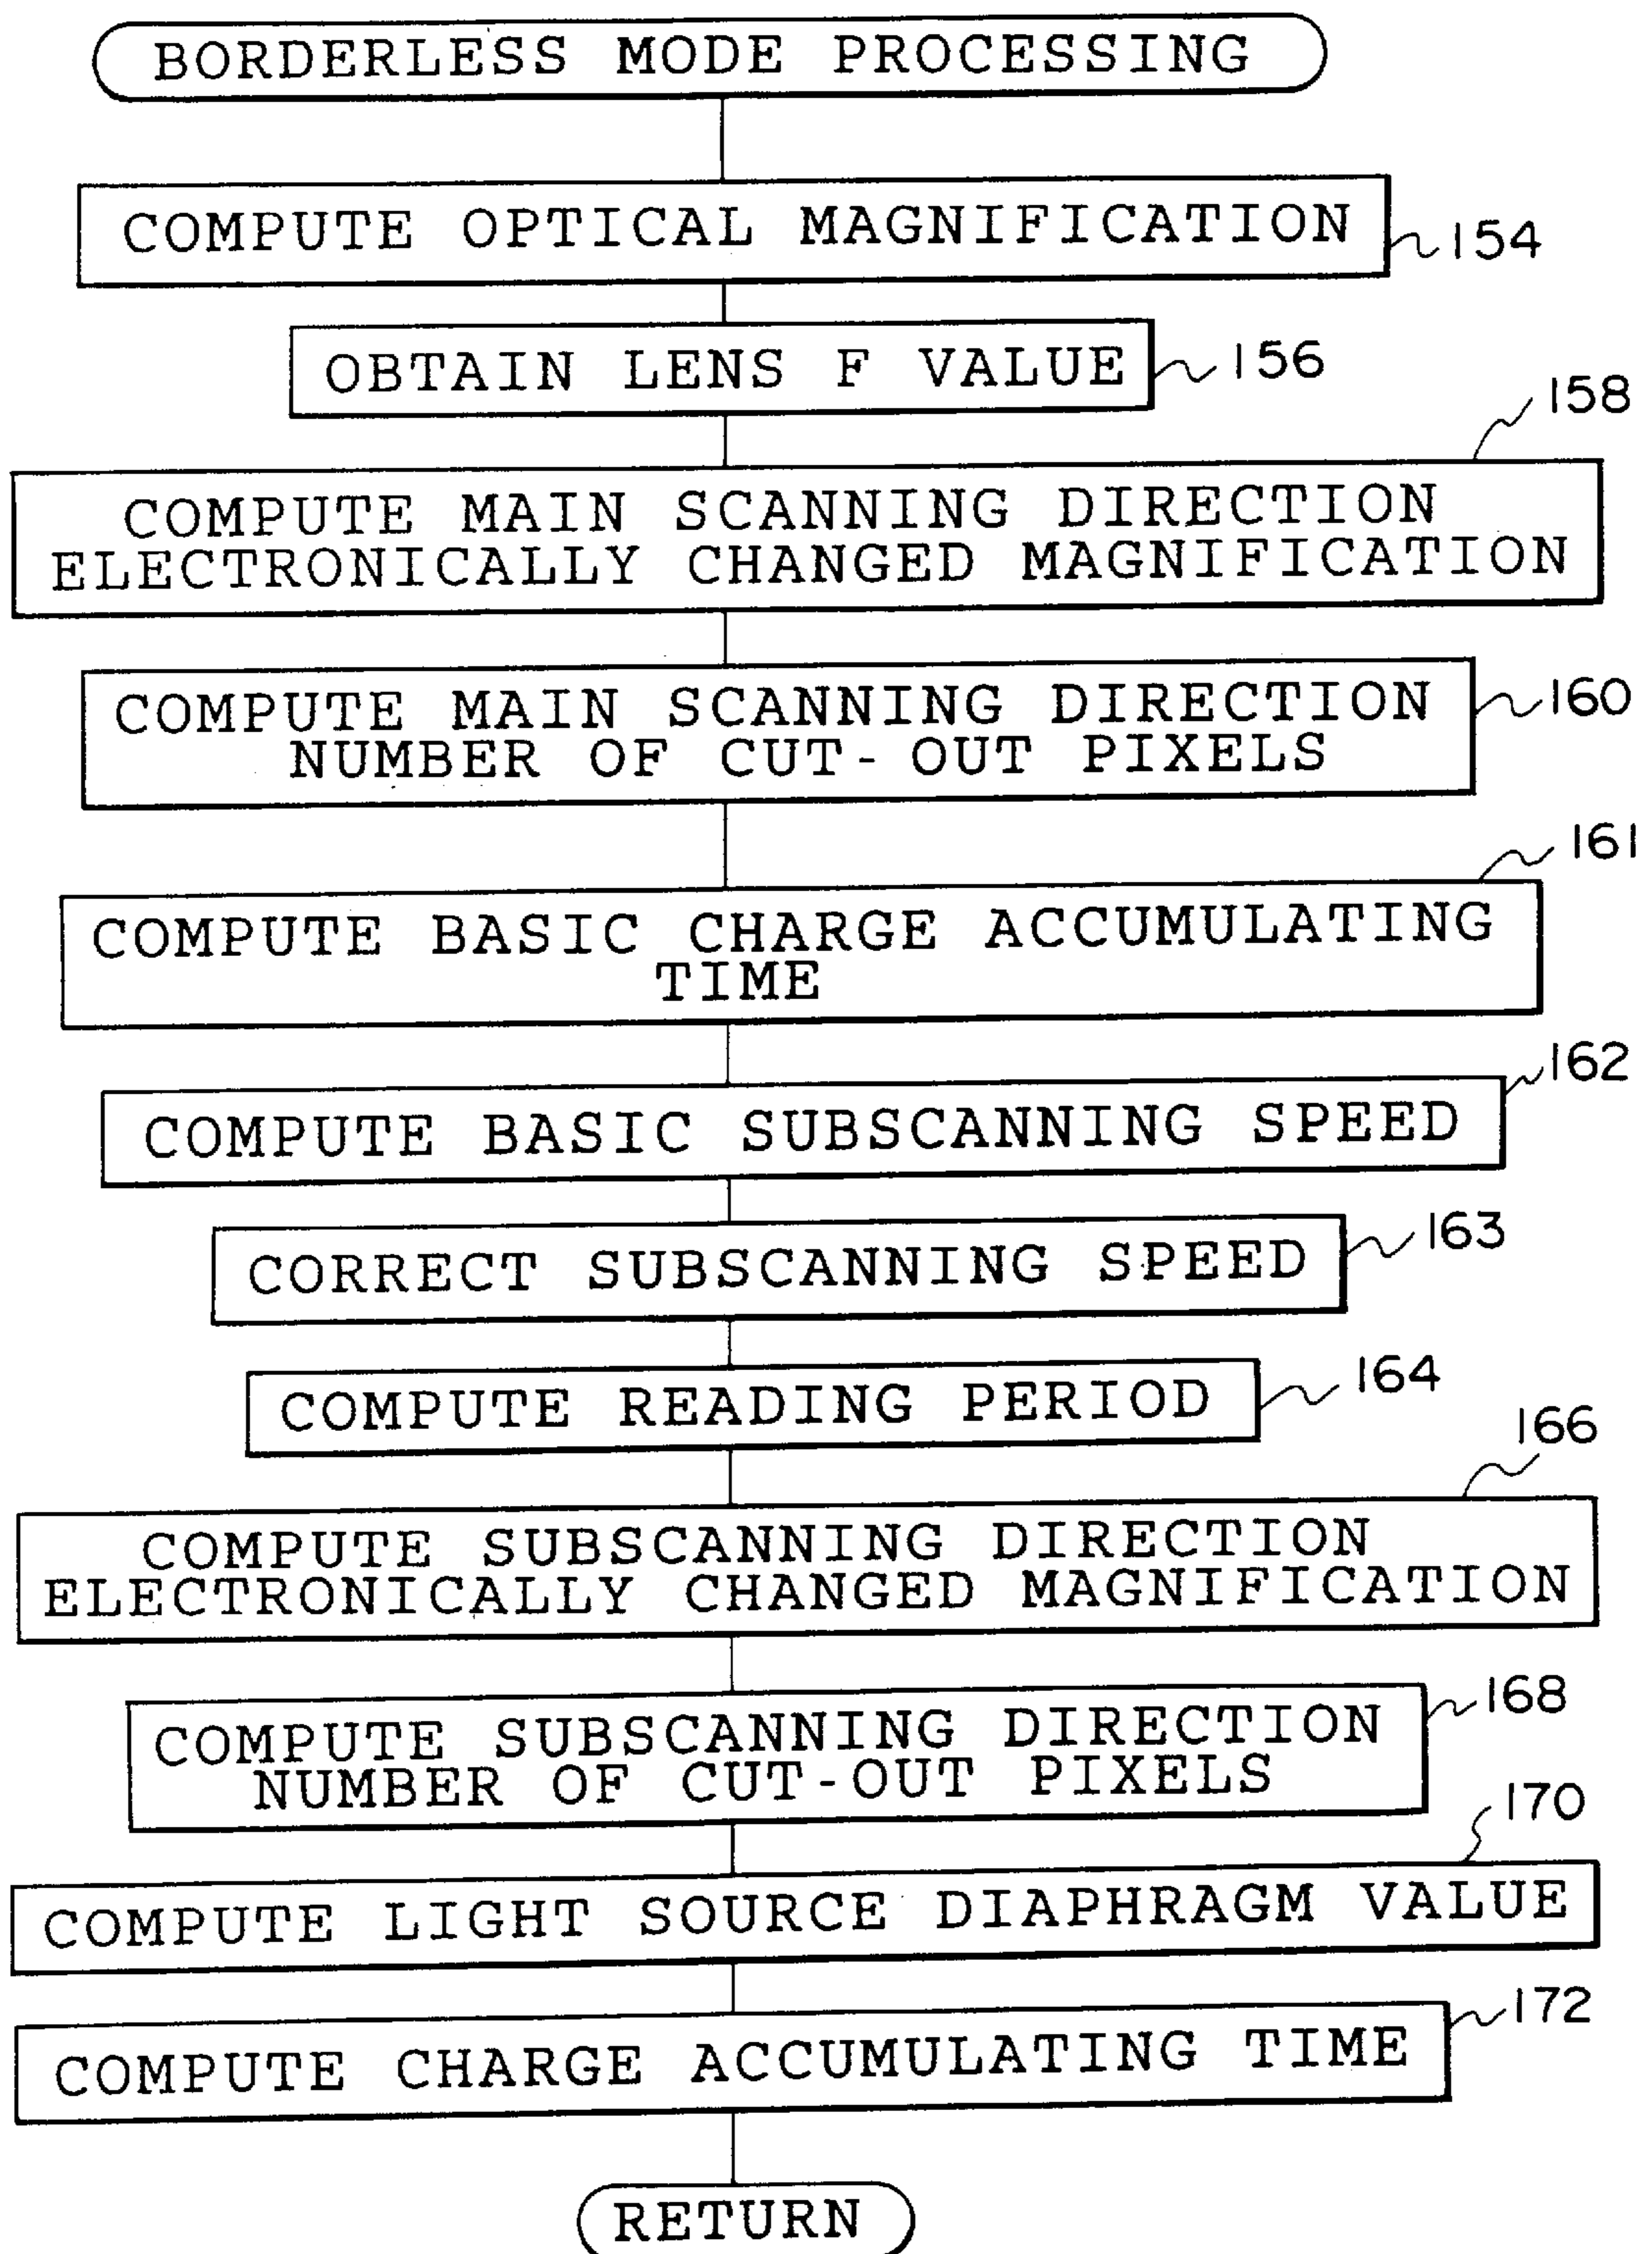 BORDERLESS MODE PROCESSING
COMPUTE OPTICAL MAGNIFICATION
154
OBTAIN LENS F VALUE
156
158
COMPUTE MAIN SCANNING DIRECTION
ELECTRONICALLY CHANGED MAGNIFICATION
COMPUTE MAIN SCANNING DIRECTION
NUMBER OF CUT-OUT PIXELS
160
161
COMPUTE BASIC CHARGE ACCUMULATING
TIME
162
COMPUTE BASIC SUBSCANNING SPEED
CORRECT SUBSCANNING SPEED
163
COMPUTE READING PERIOD
164
166
COMPUTE SUBSCANNING DIRECTION
ELECTRONICALLY CHANGED MAGNIFICATION
168
COMPUTE SUBSCANNING DIRECTION
NUMBER OF CUT-OUT PIXELS
170
COMPUTE LIGHT SOURCE DIAPHRAGM VALUE
172
COMPUTE CHARGE ACCUMULATING TIME
RETURN